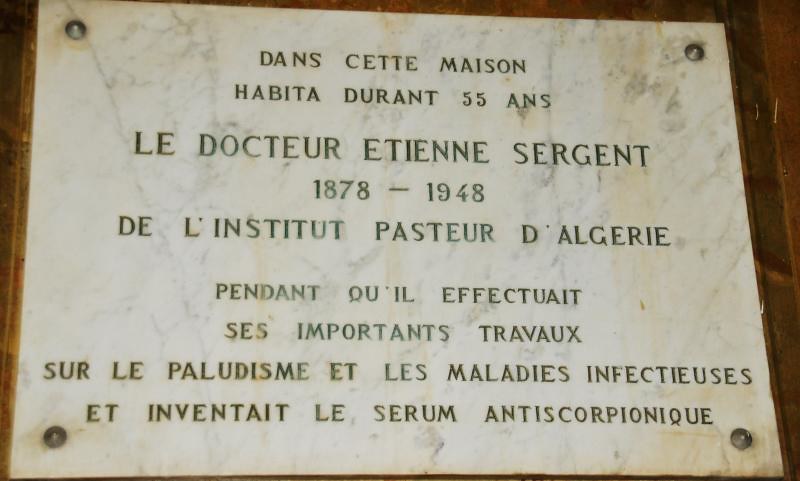 DANS CETTE MAISON
HABITA DURANT 55 ANS
LE DOCTEUR ETIENNE SERGENT
1878 – 1948
DE L'INSTITUT PASTEUR D'ALGERIE
PENDANT QU'IL EFFECTUAIT
SES IMPORTANTS TRAVAUX
SUR LE PALUDISME ET LES MALADIES INFECTIEUSES
ET INVENTAIT LE SERUM ANTISCORPIONIQUE